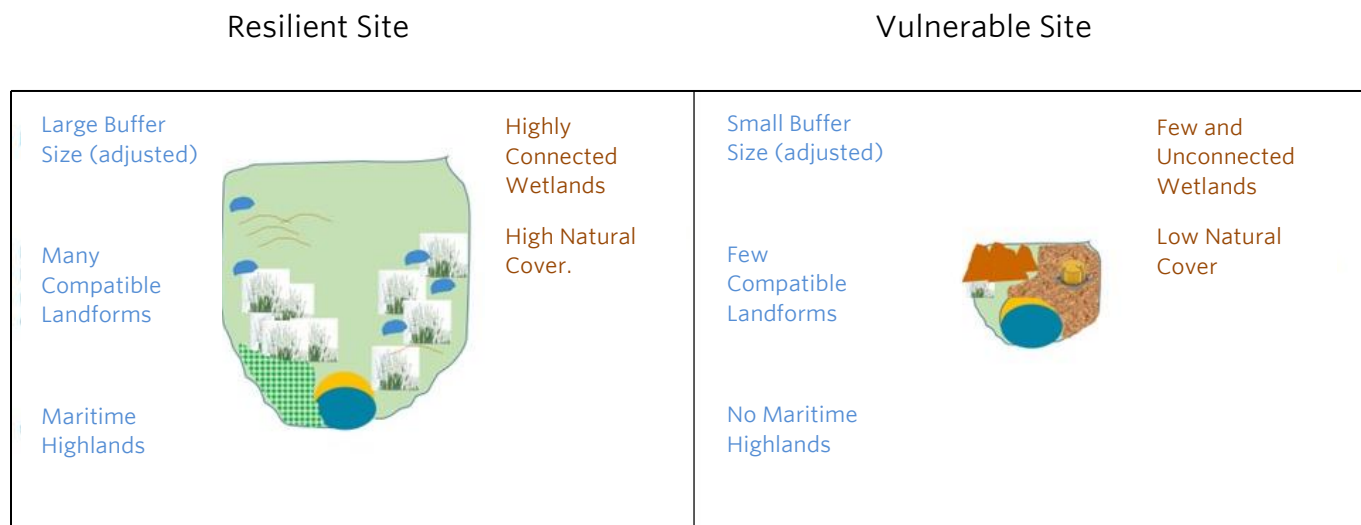 Resilient Site
Vulnerable Site
Large Buffer
Size (adjusted)
Many
Compatible
Landforms
Maritime
Highlands
Highly
Connected
Wetlands
High Natural
Cover.
Small Buffer
Size (adjusted)
Few
Compatible
Landforms
No Maritime
Highlands
Few and
Unconnected
Wetlands
Low Natural
Cover